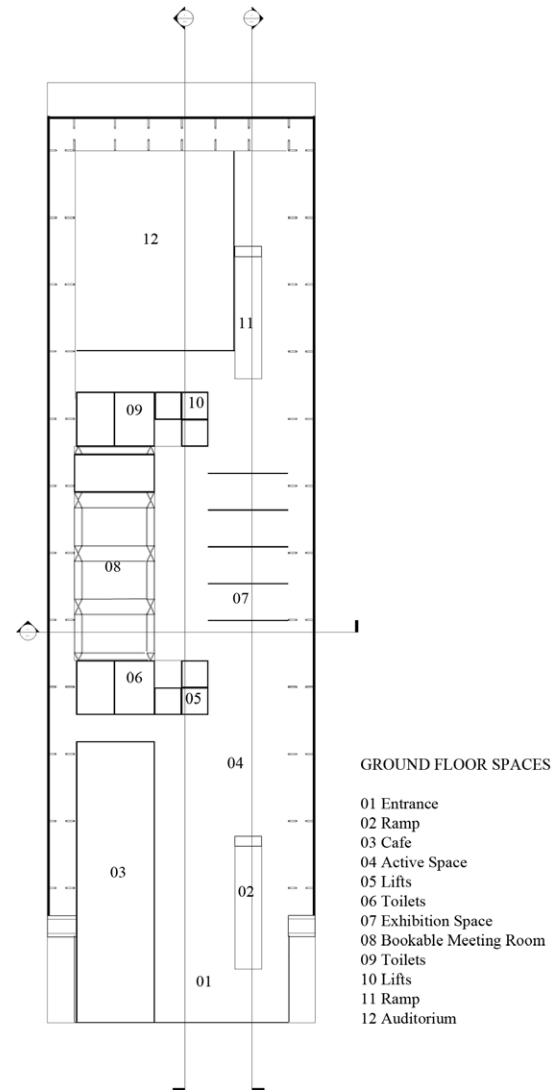 12
11
10
09
08
07
06
05
04
03
02
01
GROUND FLOOR SPACES
01 Entrance
02 Ramp
03 Cafe
04 Active Space
05 Lifts
06 Toilets
07 Exhibition Space
08 Bookable Meeting Room
09 Toilets
10 Lifts
11 Ramp
12 Auditorium